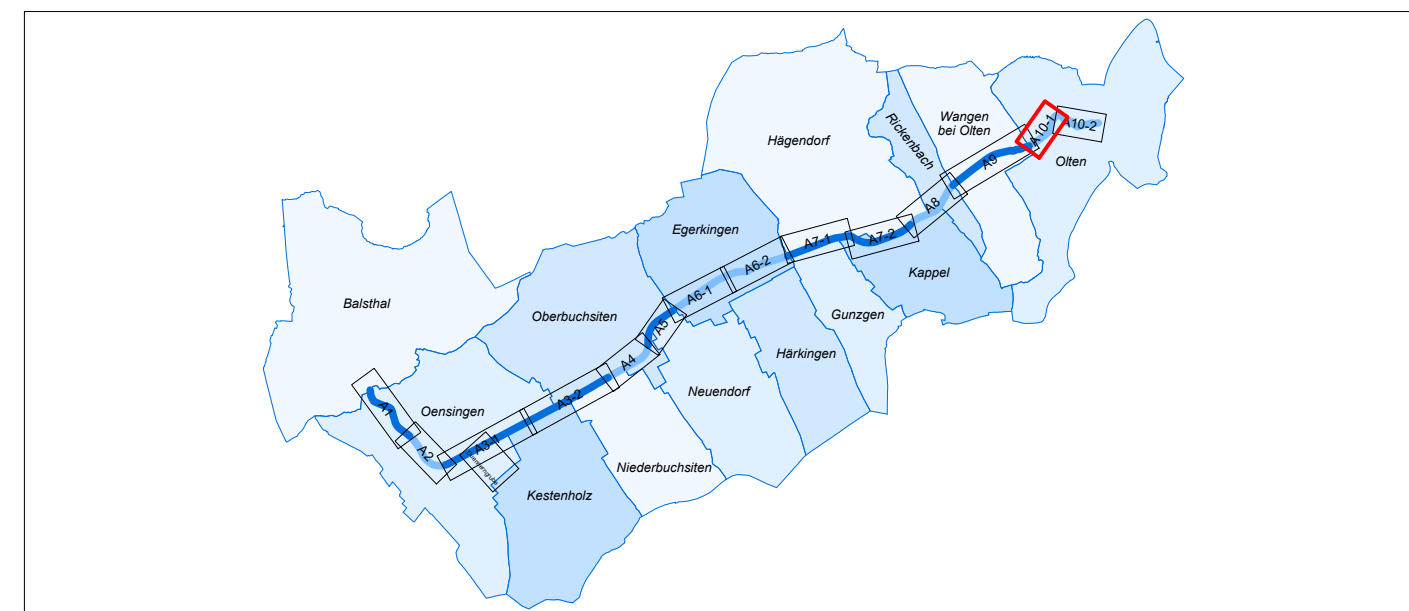 Hägendorf
Rickenbach
Wangen
bei Olten
A10-1
A10-2
Olten
A9
A8
Egerkingen
A7-1
A7-2
A6-2
Kappel
A6-1
Balsthal
Oberbuchsiten
Gunzgen
A5
Härkingen
A4
Neuendorf
A3-2
Oensingen
A1
A3-1
A2
Niederbuchsiten
Kestenholz